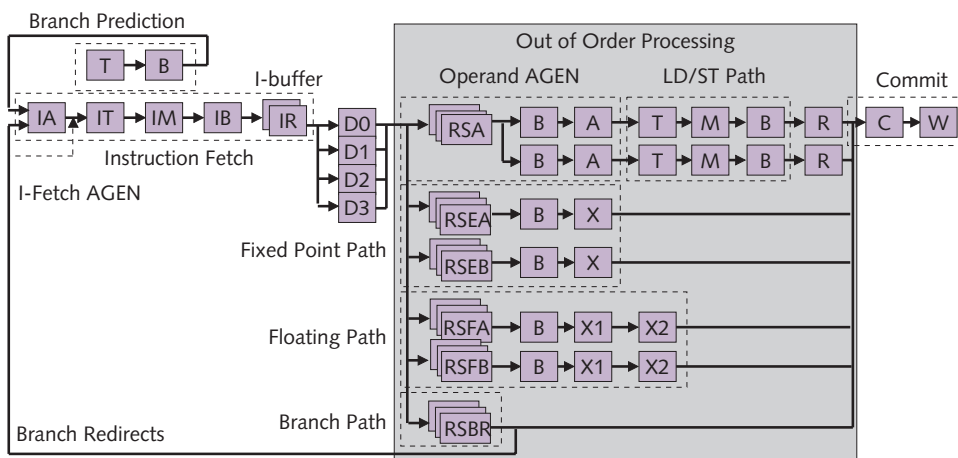 Branch Prediction
Out of Order Processing
T B
I-buffer
Operand AGEN LD/ST Path
Commit
IA IT IM IB IR
D0
D1
D2
D3
RSA B A T M B R C W
B A T M B R
Instruction Fetch
I-Fetch AGEN
RSEA B X
Fixed Point Path
RSEB B X
RSFA B X1 X2
Floating Path
RSFB B X1 X2
Branch Path
RSBR
Branch Redirects